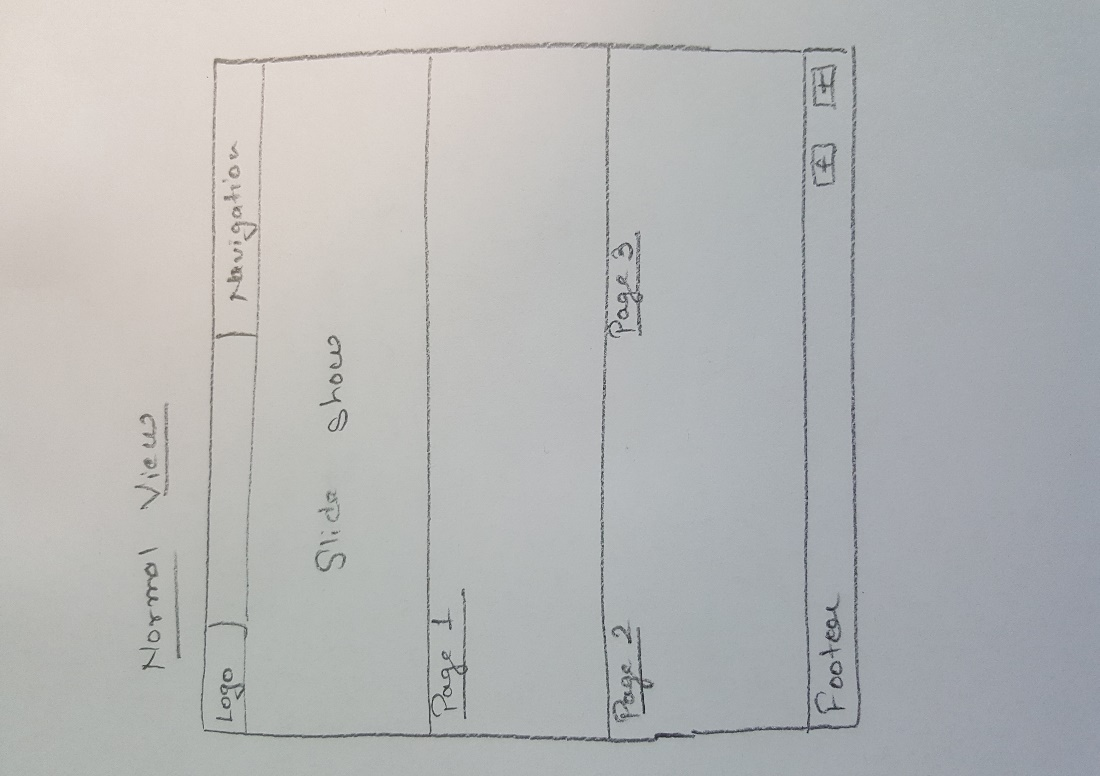 Normal View
Logo Navigation
Slide show
Page 1
Page 2 Page 3
Footer